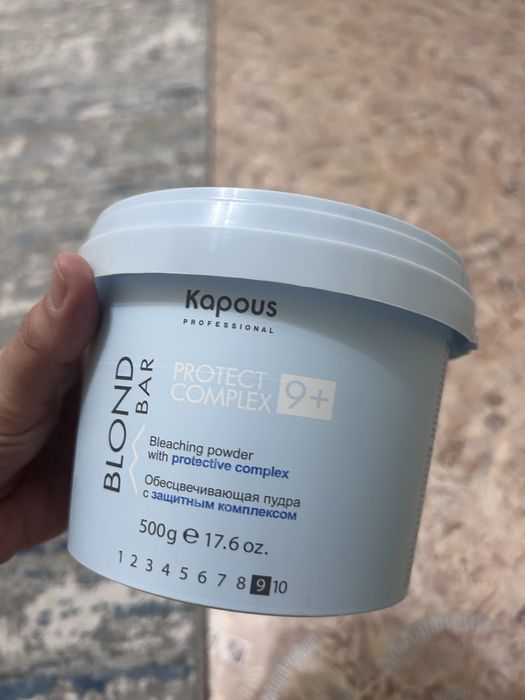 Kapous
PROFESSIONAL
BLOND
BAR
PROTECT
COMPLEX 9+
Bleaching powder
with protective complex
Обесцвечивающая пудра
с защитным комплексом
500g e 17.6 oz.
1 2 3 4 5 6 7 8 9 10